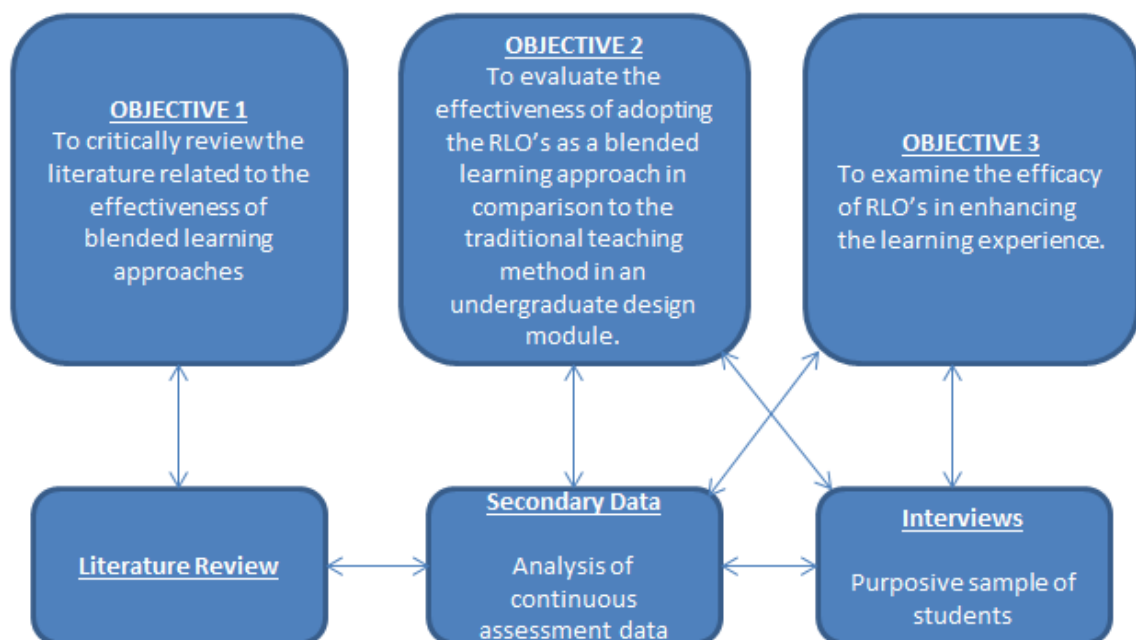 OBJECTIVE 1
To critically review the
literature related to the
effectiveness of
blended learning
approaches
OBJECTIVE 2
To evaluate the
effectiveness of adopting
the RLO's as a blended
learning approach in
comparison to the
traditional teaching
method in an
undergraduate design
module.
OBJECTIVE 3
To examine the efficacy
of RLO's in enhancing
the learning experience.
Literature Review
Secondary Data
Analysis of
continuous
assessment data
Interviews
Purposive sample of
students